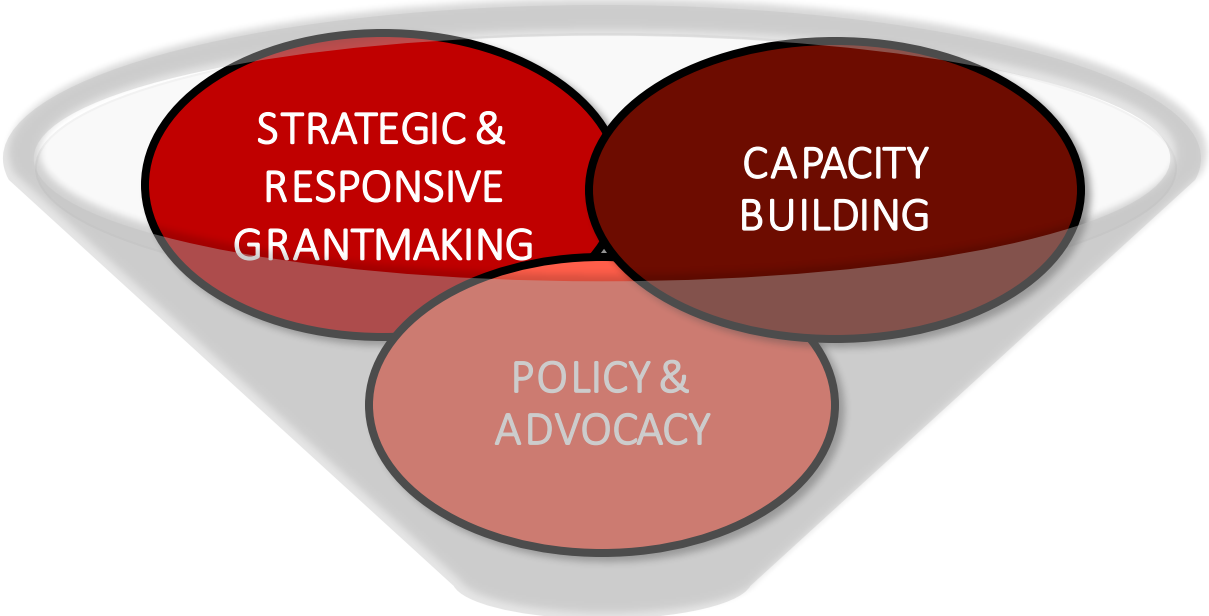 STRATEGIC &
RESPONSIVE
GRANTMAKING
CAPACITY
BUILDING
POLICY &
ADVOCACY